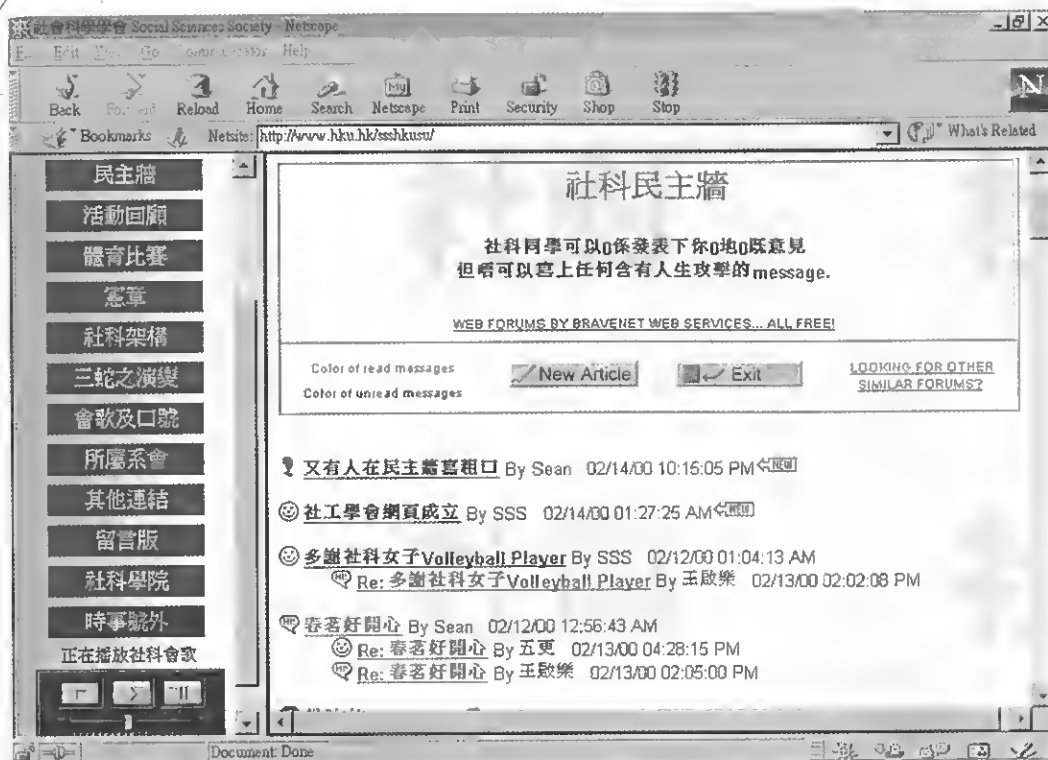 社會科學學會 Social Sciences Society - Netscape
Edit Go Communicator Help
Back Forward Reload Home Search Netscape Print Security Shop Stop
My
N
Bookmarks Netsite: http://www.hku.hk/ssshkusu/ What's Related
民主牆
活動回顧
體育比賽
憲章
社科架構
三蛇之演變
會歌及口號
所屬系會
其他連結
留言版
社科學院
時事號外
正在播放社科會歌
社科民主牆
社科同學可以0係發表下你0地0既意見
但唔可以寫上任何含有人生攻擊的message.
WEB FORUMS BY BRAVENET WEB SERVICES... ALL FREE!
Color of read massages
Color of unread messages
New Article
Exit
LOOKING FOR OTHER
SIMILAR FORUMS?
又有人在民主牆寫粗口 By Sean 02/14/00 10:15:05 PM NEW
社工學會網頁成立 By SSS 02/14/00 01:27:25 AM NEW
多謝社科女子Volleyball Player By SSS 02/12/00 01:04:13 AM
Re: 多謝社科女子Volleyball Player By 王啟樂 02/13/00 02:02:08 PM
春茗好開心 By Sean 02/12/00 12:56:43 AM
Re: 春茗好開心 By 五更 02/13/00 04:28:15 PM
Re: 春茗好開心 By 王啟樂 02/13/00 02:05:00 PM
Document: Done